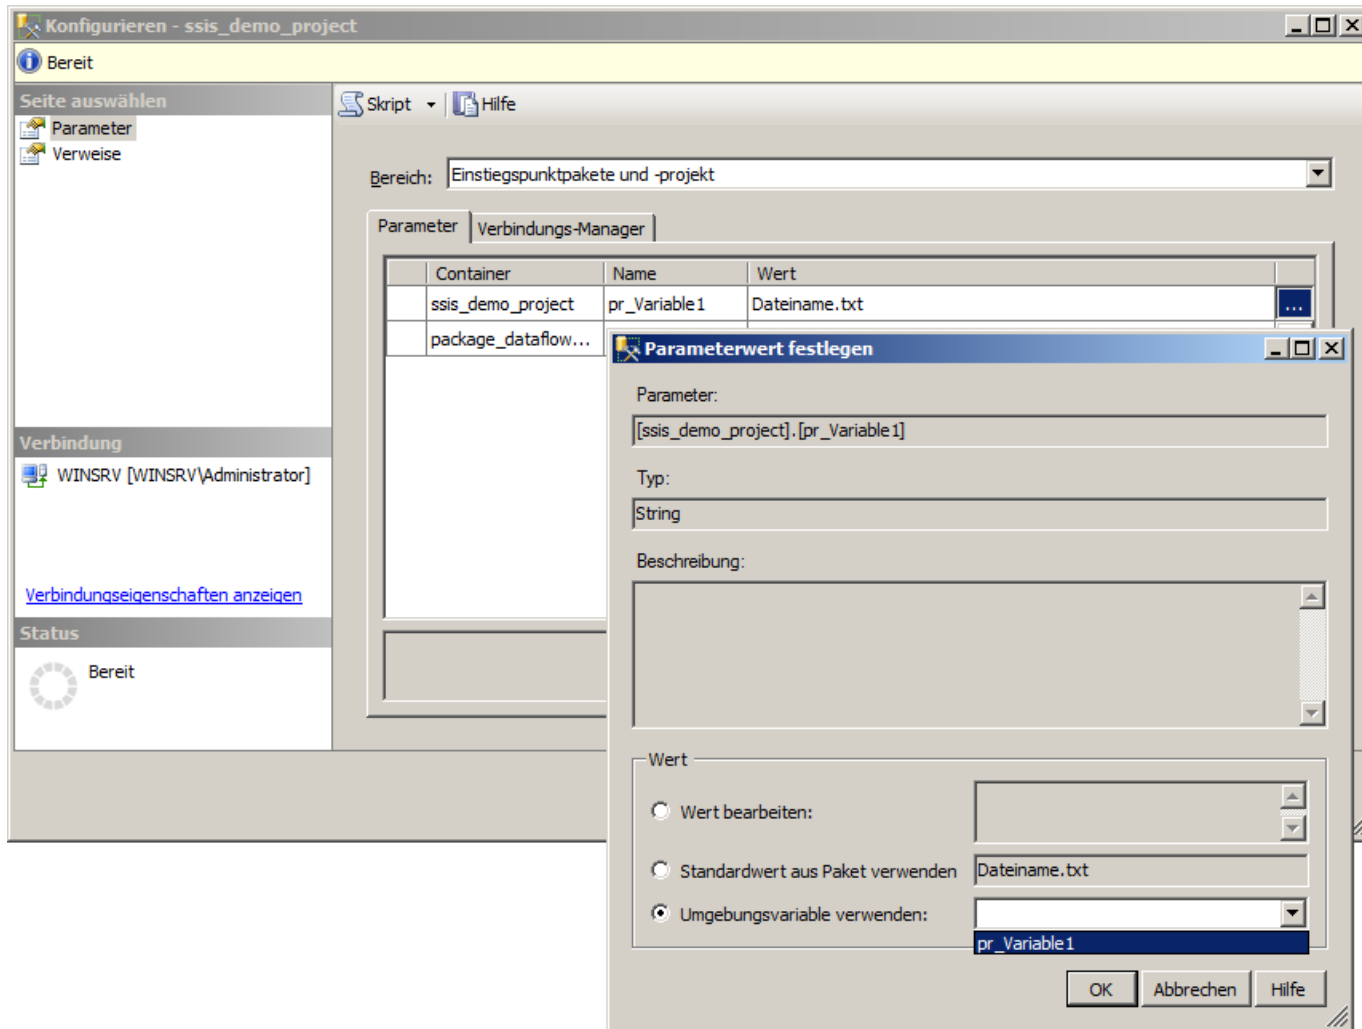 Konfigurieren - ssis_demo_project
Bereit
Seite auswählen
Parameter
Verweise
Skript
Hilfe
Bereich: Einstiegspunktpakete und -projekt
Parameter Verbindungs-Manager
Container Name Wert
ssis_demo_project pr_Variable1 Dateiname.txt ...
package_dataflow...
Verbindung
WINSRV [WINSRV\Administrator]
Verbindungseigenschaften anzeigen
Status
Bereit
Parameterwert festlegen
Parameter:
[ssis_demo_project].[pr_Variable1]
Typ:
String
Beschreibung:
Wert
Wert bearbeiten:
Standardwert aus Paket verwenden Dateiname.txt
Umgebungsvariable verwenden:
pr_Variable1
OK Abbrechen Hilfe